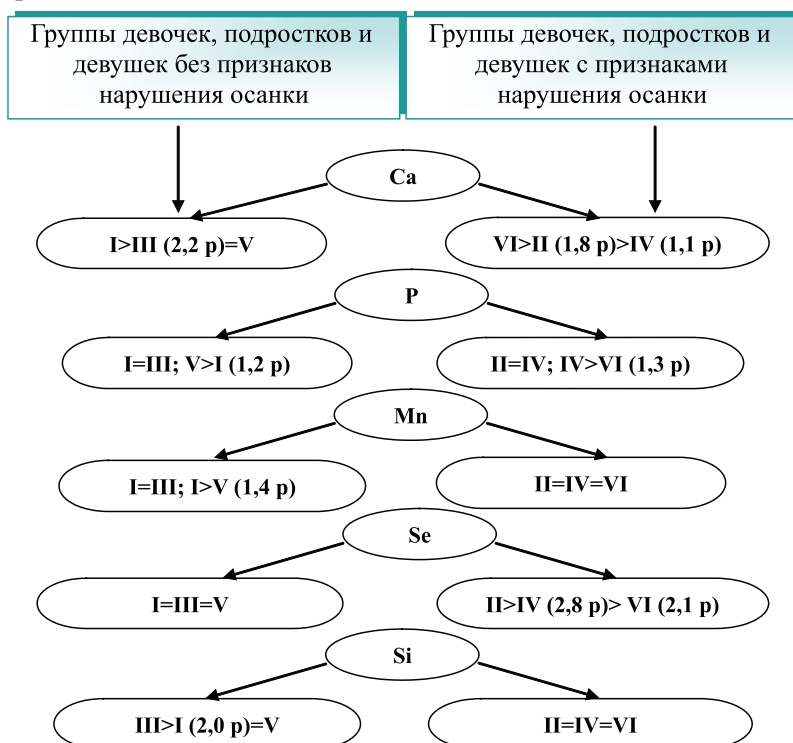 Группы девочек, подростков и
девушек без признаков
нарушения осанки
Группы девочек, подростков и
девушек с признаками
нарушения осанки
Ca
I>III (2,2 р)=V
VI>II (1,8 р)>IV (1,1 р)
P
I=III; V>I (1,2 р)
II=IV; IV>VI (1,3 р)
Mn
I=III; I>V (1,4 р)
II=IV=VI
Se
I=III=V
II>IV (2,8 р)> VI (2,1 р)
Si
III>I (2,0 р)=V
II=IV=VI